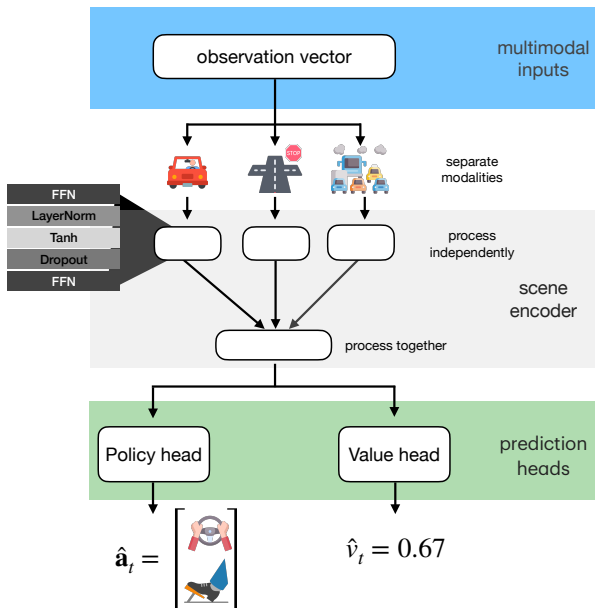 observation vector
multimodal
inputs
STOP
separate
modalities
FFN
LayerNorm
Tanh
Dropout
FFN
process
independently
scene
encoder
process together
Policy head
Value head
prediction
heads
â_t =
v̂_t = 0.67